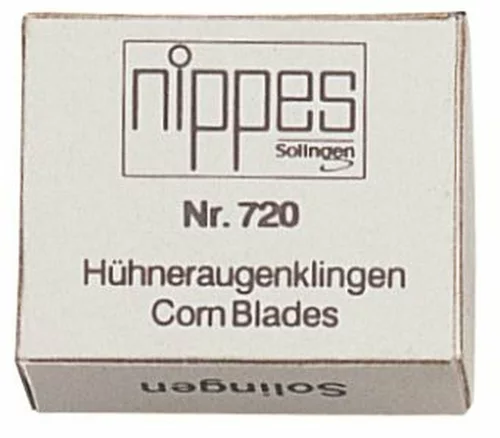 nippes
Solingen
Nr. 720
Hühneraugenklingen
Corn Blades
Solingen